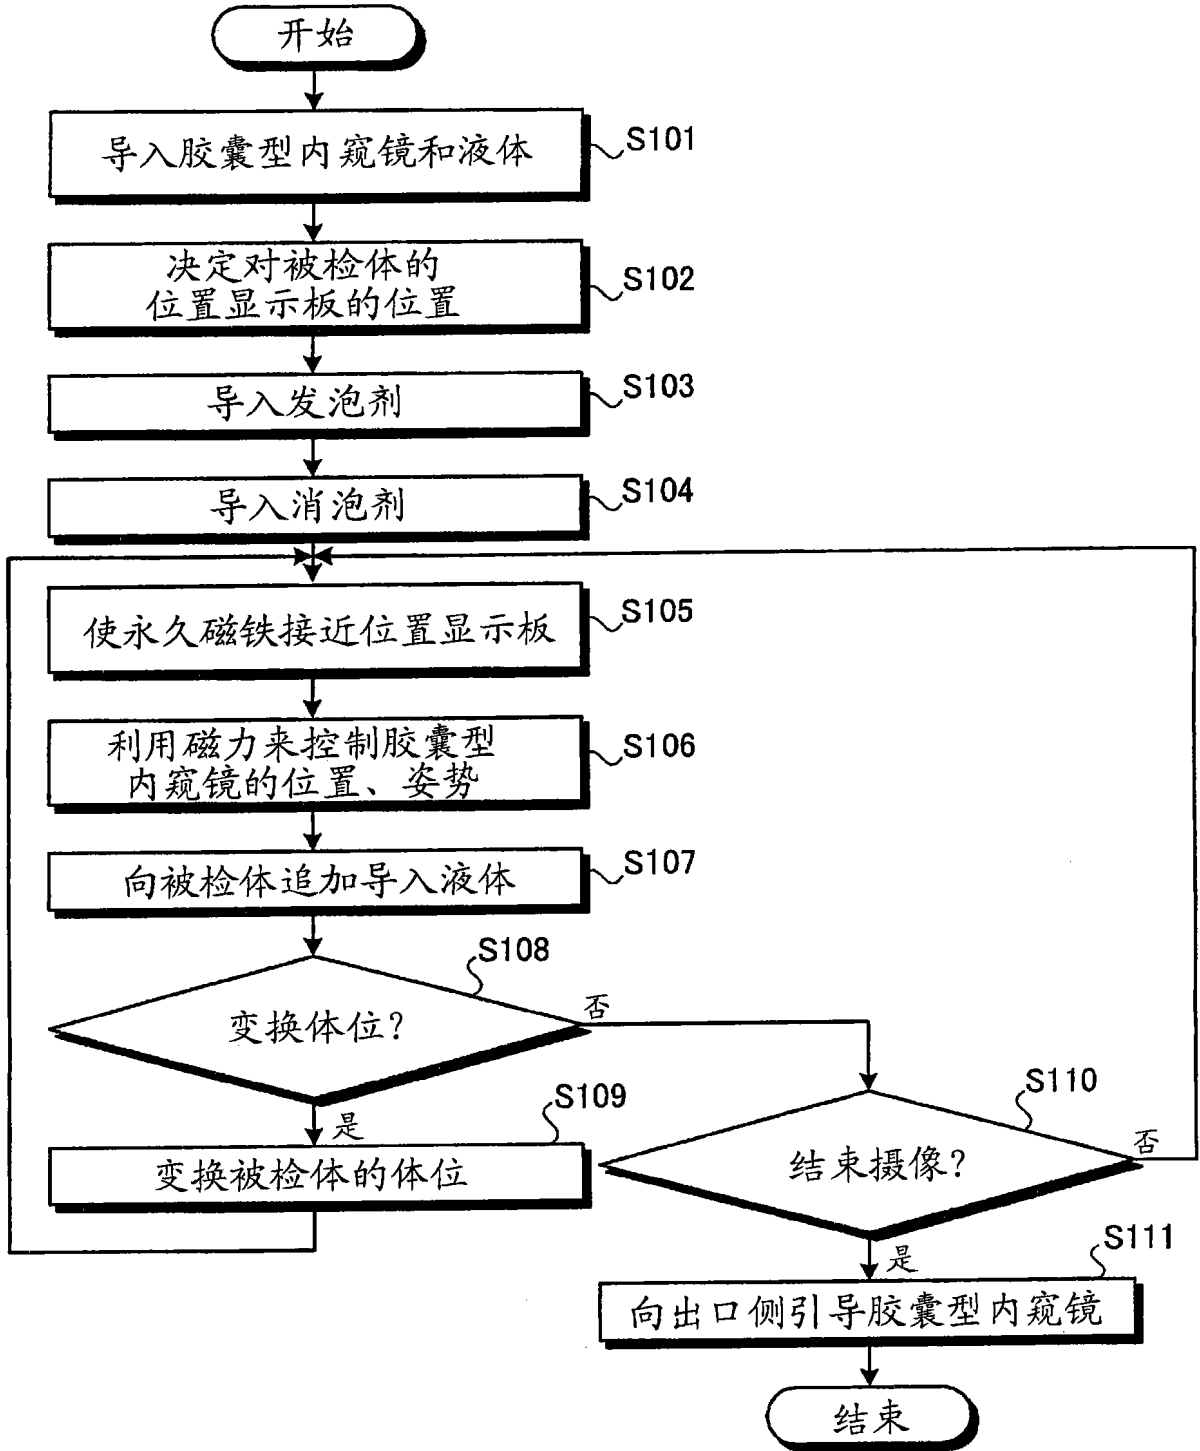 开始
导入胶囊型内窥镜和液体
S101
决定对被检体的
位置显示板的位置
S102
导入发泡剂
S103
导入消泡剂
S104
使永久磁铁接近位置显示板
S105
利用磁力来控制胶囊型
内窥镜的位置、姿势
S106
向被检体追加导入液体
S107
变换体位?
S108
否
是
变换被检体的体位
S109
结束摄像?
S110
否
是
向出口侧引导胶囊型内窥镜
S111
结束